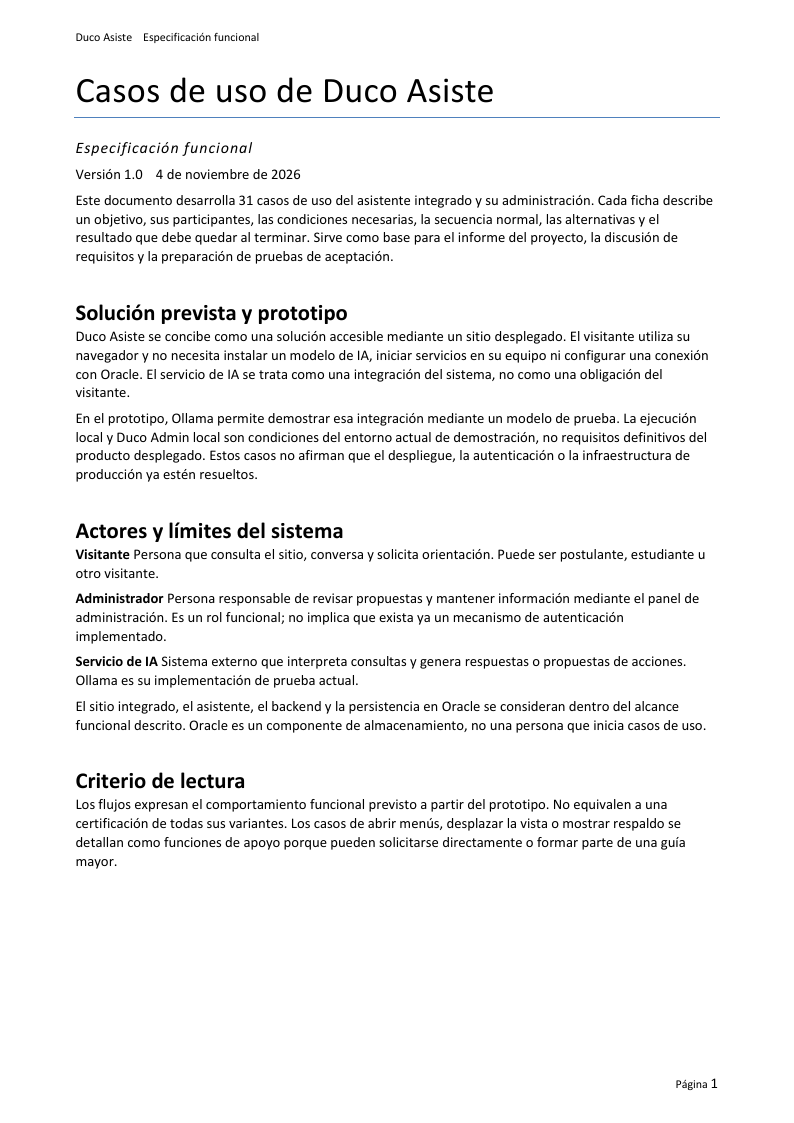 Duco Asiste    Especificación funcional
Casos de uso de Duco Asiste
Especificación funcional
Versión 1.0    4 de noviembre de 2026
Este documento desarrolla 31 casos de uso del asistente integrado y su administración. Cada ficha describe
un objetivo, sus participantes, las condiciones necesarias, la secuencia normal, las alternativas y el
resultado que debe quedar al terminar. Sirve como base para el informe del proyecto, la discusión de
requisitos y la preparación de pruebas de aceptación.
Solución prevista y prototipo
Duco Asiste se concibe como una solución accesible mediante un sitio desplegado. El visitante utiliza su
navegador y no necesita instalar un modelo de IA, iniciar servicios en su equipo ni configurar una conexión
con Oracle. El servicio de IA se trata como una integración del sistema, no como una obligación del
visitante.
En el prototipo, Ollama permite demostrar esa integración mediante un modelo de prueba. La ejecución
local y Duco Admin local son condiciones del entorno actual de demostración, no requisitos definitivos del
producto desplegado. Estos casos no afirman que el despliegue, la autenticación o la infraestructura de
producción ya estén resueltos.
Actores y límites del sistema
Visitante Persona que consulta el sitio, conversa y solicita orientación. Puede ser postulante, estudiante u
otro visitante.
Administrador Persona responsable de revisar propuestas y mantener información mediante el panel de
administración. Es un rol funcional; no implica que exista ya un mecanismo de autenticación
implementado.
Servicio de IA Sistema externo que interpreta consultas y genera respuestas o propuestas de acciones.
Ollama es su implementación de prueba actual.
El sitio integrado, el asistente, el backend y la persistencia en Oracle se consideran dentro del alcance
funcional descrito. Oracle es un componente de almacenamiento, no una persona que inicia casos de uso.
Criterio de lectura
Los flujos expresan el comportamiento funcional previsto a partir del prototipo. No equivalen a una
certificación de todas sus variantes. Los casos de abrir menús, desplazar la vista o mostrar respaldo se
detallan como funciones de apoyo porque pueden solicitarse directamente o formar parte de una guía
mayor.
Página 1